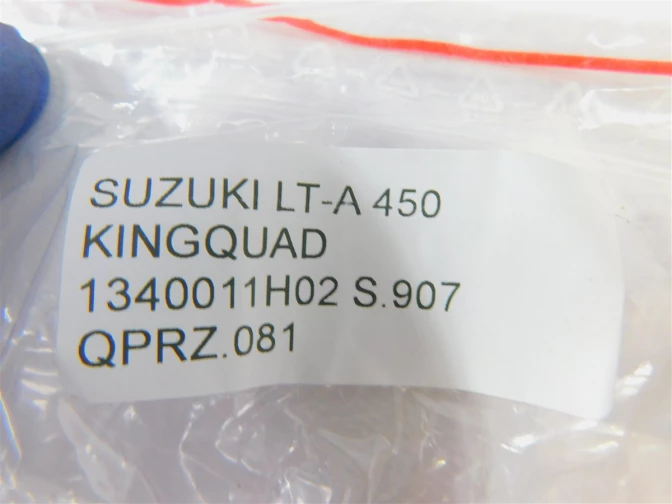 SUZUKI LT-A 450
KINGQUAD
1340011H02 S.907
QPRZ.081